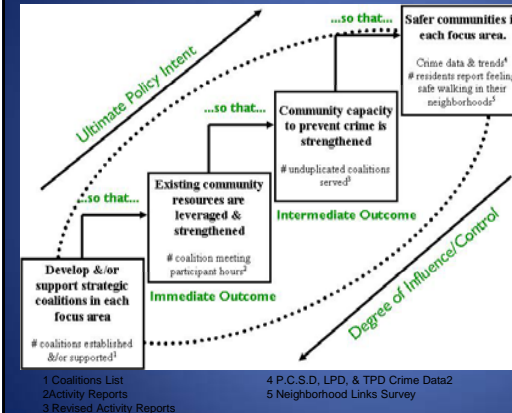 ...so that...
Safer communities i
each focus area.
Crime data & trends⁴
# residents report feeling
safe walking in their
neighborhoods⁵
Ultimate Policy Intent
...so that...
Community capacity
to prevent crime is
strengthened
# unduplicated coalitions
served³
...so that...
Existing community
resources are
leveraged &
strengthened
# coalition meeting
participant hours²
Intermediate Outcome
Develop &/or
support strategic
coalitions in each
focus area
# coalitions established
&/or supported¹
Immediate Outcome
Degree of Influence/Control
1 Coalitions List
2Activity Reports
3 Revised Activity Reports
4 P.C.S.D, LPD, & TPD Crime Data2
5 Neighborhood Links Survey